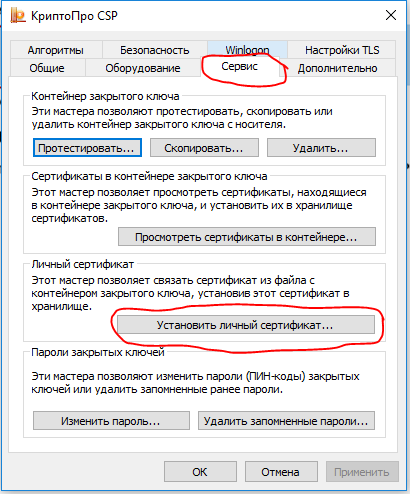 КриптоПро CSP
Алгоритмы Безопасность Winlogon Настройки TLS
Общие Оборудование Сервис Дополнительно
Контейнер закрытого ключа
Эти мастера позволяют протестировать, скопировать или
удалить контейнер закрытого ключа с носителя.
Протестировать... Скопировать... Удалить...
Сертификаты в контейнере закрытого ключа
Этот мастер позволяет просмотреть сертификаты, находящиеся
в контейнере закрытого ключа, и установить их в хранилище
сертификатов.
Просмотреть сертификаты в контейнере...
Личный сертификат
Этот мастер позволяет связать сертификат из файла с
контейнером закрытого ключа, установив этот сертификат в
хранилище.
Установить личный сертификат...
Пароли закрытых ключей
Эти мастера позволяют изменить пароли (ПИН-коды) закрытых
ключей или удалить запомненные ранее пароли.
Изменить пароль... Удалить запомненные пароли...
ОК Отмена Применить